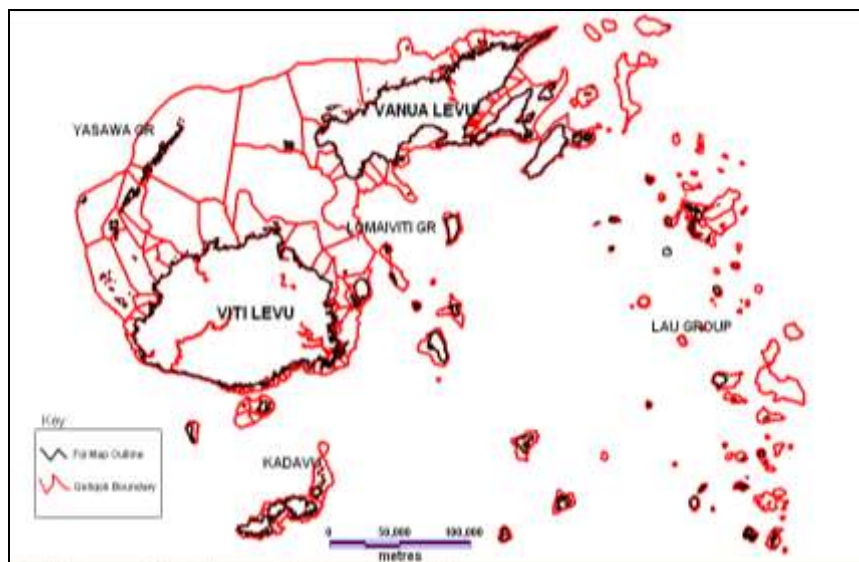 VANUA LEVU
YASAWA GR
LOMAIVITI GR
VITI LEVU
LAU GROUP
Key
Fiji Map Outline
Qoliqoli Boundary
KADAVU
0 50,000 100,000
metres